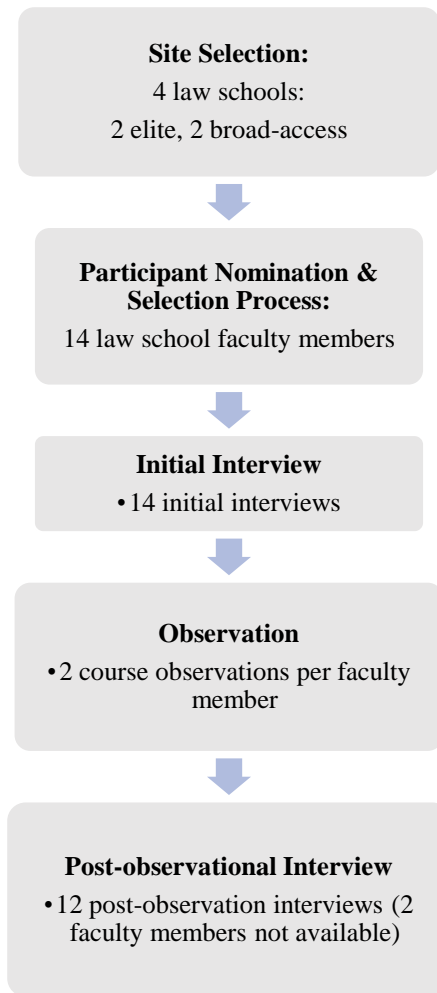 Site Selection:
4 law schools:
2 elite, 2 broad-access
Participant Nomination &
Selection Process:
14 law school faculty members
Initial Interview
•14 initial interviews
Observation
•2 course observations per faculty
member
Post-observational Interview
•12 post-observation interviews (2
faculty members not available)